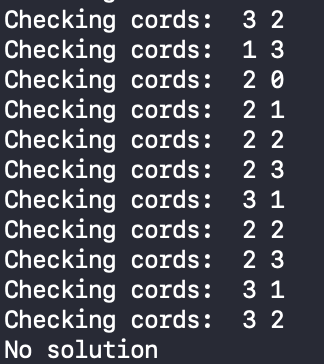 Checking cords:  3 2
Checking cords:  1 3
Checking cords:  2 0
Checking cords:  2 1
Checking cords:  2 2
Checking cords:  2 3
Checking cords:  3 1
Checking cords:  2 2
Checking cords:  2 3
Checking cords:  3 1
Checking cords:  3 2
No solution